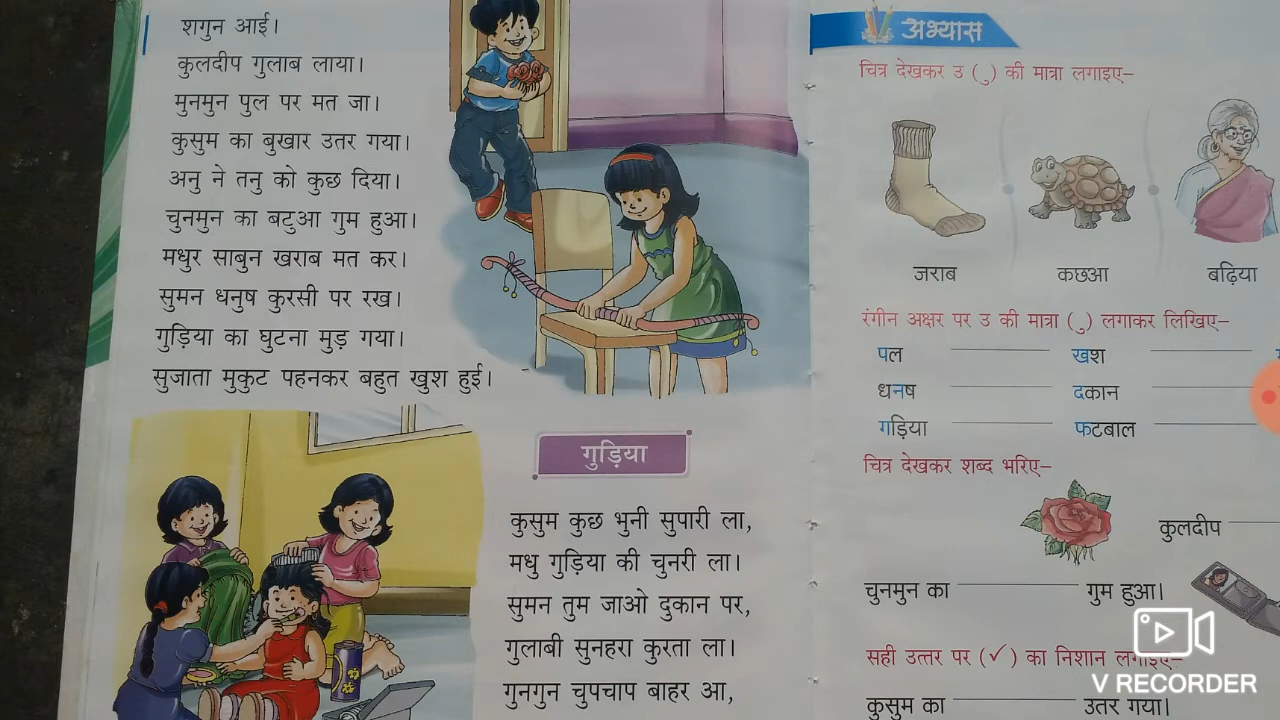 शगुन आई।
कुलदीप गुलाब लाया।
मुनमुन पुल पर मत जा।
कुसुम का बुखार उतर गया।
अनु ने तनु को कुछ दिया।
चुनमुन का बटुआ गुम हुआ।
मधुर साबुन खराब मत कर।
सुमन धनुष कुरसी पर रख।
गुड़िया का घुटना मुड़ गया।
सुजाता मुकुट पहनकर बहुत खुश हुई।
गुड़िया
कुसुम कुछ भुनी सुपारी ला,
मधु गुड़िया की चुनरी ला।
सुमन तुम जाओ दुकान पर,
गुलाबी सुनहरा कुरता ला।
गुनगुन चुपचाप बाहर आ,
अभ्यास
चित्र देखकर उ ( ु ) की मात्रा लगाइए–
जराब कछआ बढ़िया
रंगीन अक्षर पर उ की मात्रा ( ु ) लगाकर लिखिए–
पल खश
धनष दकान
गड़िया फटबाल
चित्र देखकर शब्द भरिए–
कुलदीप
चुनमुन का गुम हुआ।
सही उत्तर पर (✓) का निशान लगाइए–
कुसुम का उतर गया।
V RECORDER